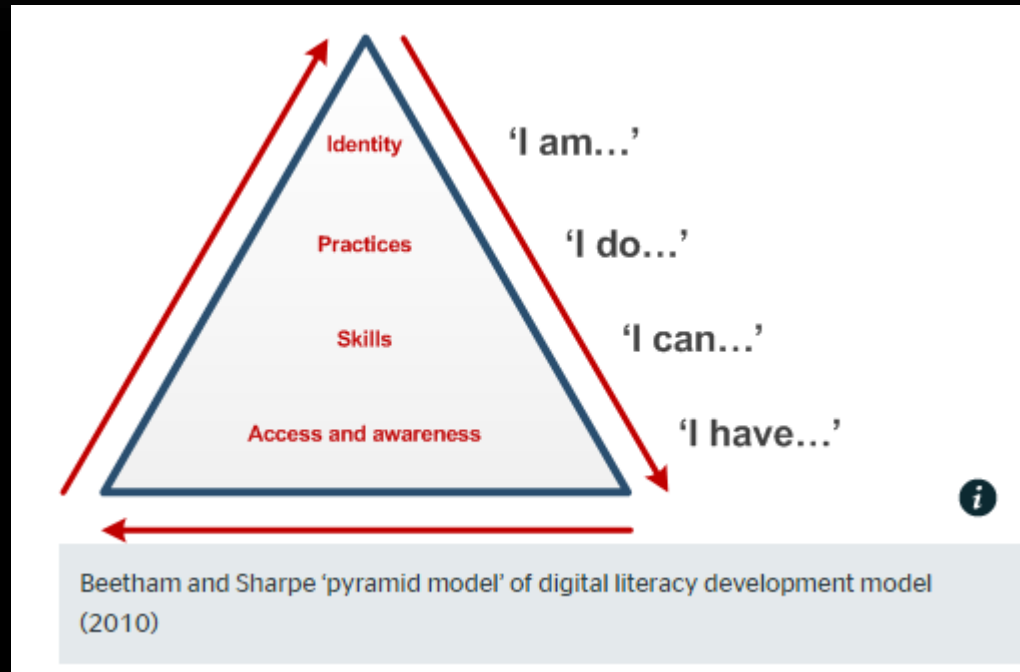 Identity
‘I am…’
Practices
‘I do…’
Skills
‘I can…’
Access and awareness
‘I have…’
i
Beetham and Sharpe ‘pyramid model’ of digital literacy development model
(2010)